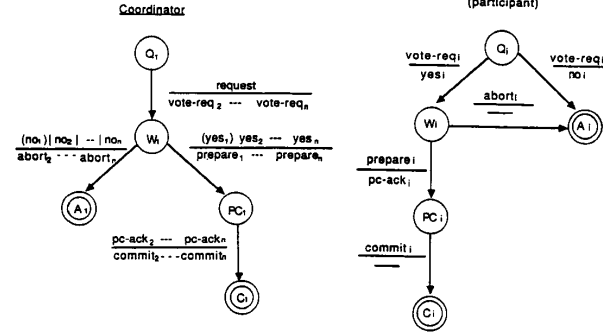 Coordinator
Q₁
request
vote-req₂ --- vote-reqₙ
(no₁)| no₂| -- | noₙ
abort₂ --- abortₙ
W₁
(yes₁) yes₂ --- yesₙ
prepare₁ --- prepareₙ
A₁
PC₁
pc-ack₂ --- pc-ackₙ
commit₂ - - -commitₙ
C₁
(participant)
Qᵢ
vote-reqᵢ
yesᵢ
vote-reqᵢ
noᵢ
abortᵢ
Wᵢ
Aᵢ
prepareᵢ
pc-ackᵢ
PCᵢ
commitᵢ
Cᵢ